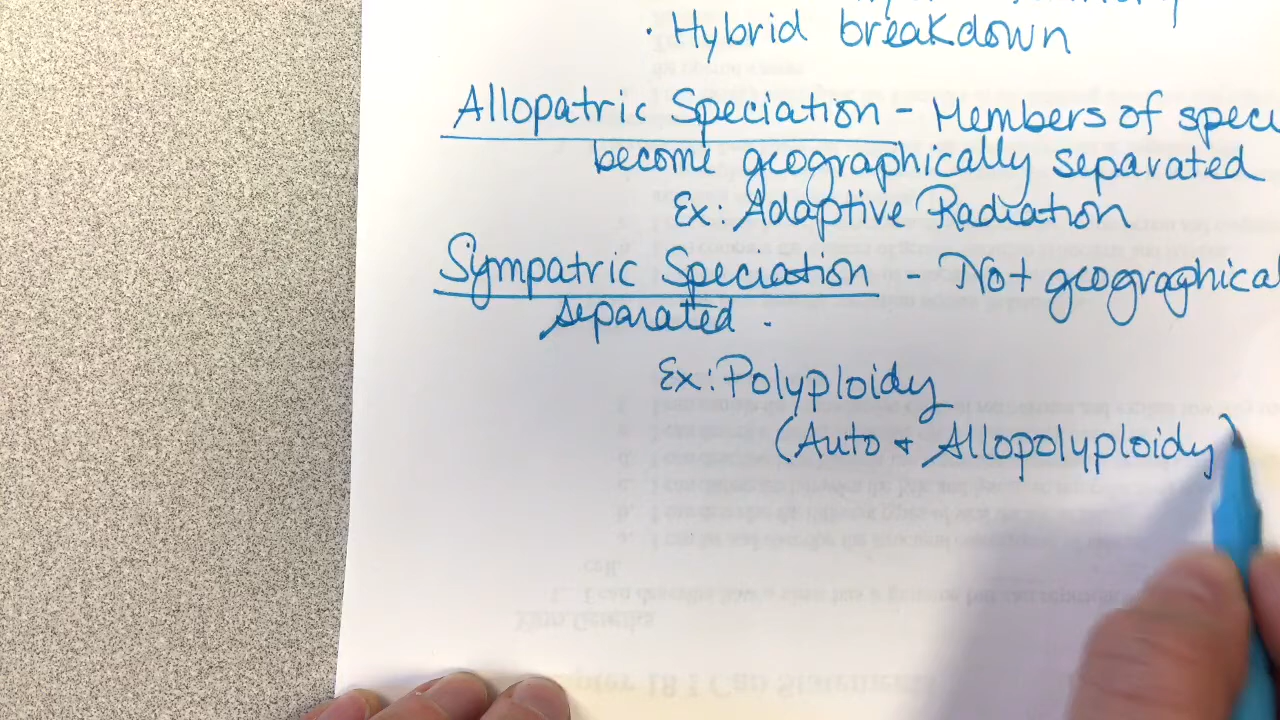 · Hybrid breakdown
Allopatric Speciation - Members of speci
become geographically separated
Ex: Adaptive Radiation
Sympatric Speciation - Not geographical
separated.
Ex: Polyploidy
(Auto + Allopolyploidy)